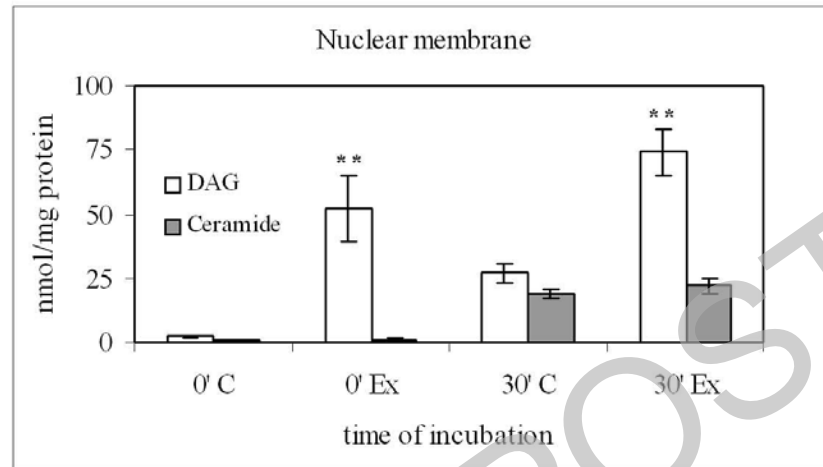 Nuclear membrane
nmol/mg protein
100
75
50
25
0
DAG
Ceramide
**
**
0' C
0' Ex
30' C
30' Ex
time of incubation
POST